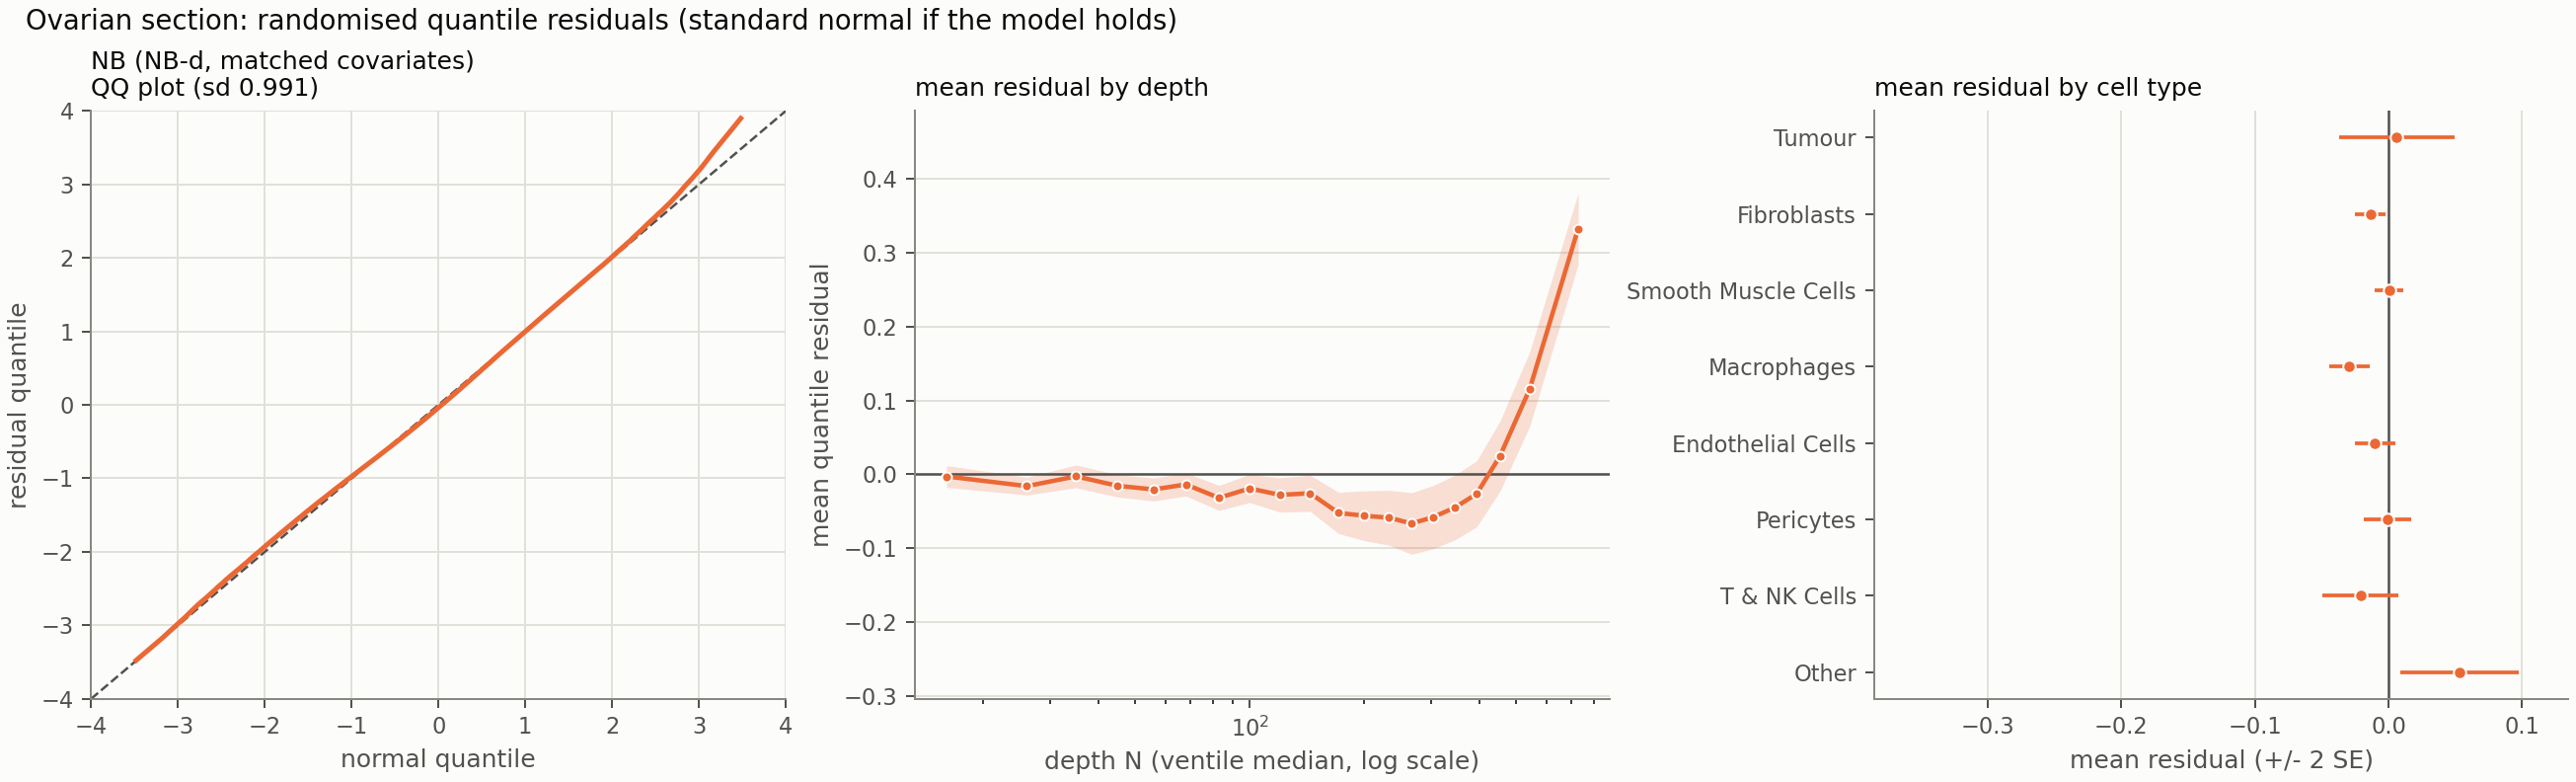 Ovarian section: randomised quantile residuals (standard normal if the model holds)
NB (NB-d, matched covariates)
QQ plot (sd 0.991)
4
3
2
1
0
−1
−2
−3
−4
residual quantile
−4
−3
−2
−1
0
1
2
3
4
normal quantile
mean residual by depth
0.4
0.3
0.2
0.1
0.0
−0.1
−0.2
−0.3
mean quantile residual
10²
depth N (ventile median, log scale)
mean residual by cell type
Tumour
Fibroblasts
Smooth Muscle Cells
Macrophages
Endothelial Cells
Pericytes
T & NK Cells
Other
−0.3
−0.2
−0.1
0.0
0.1
mean residual (+/- 2 SE)